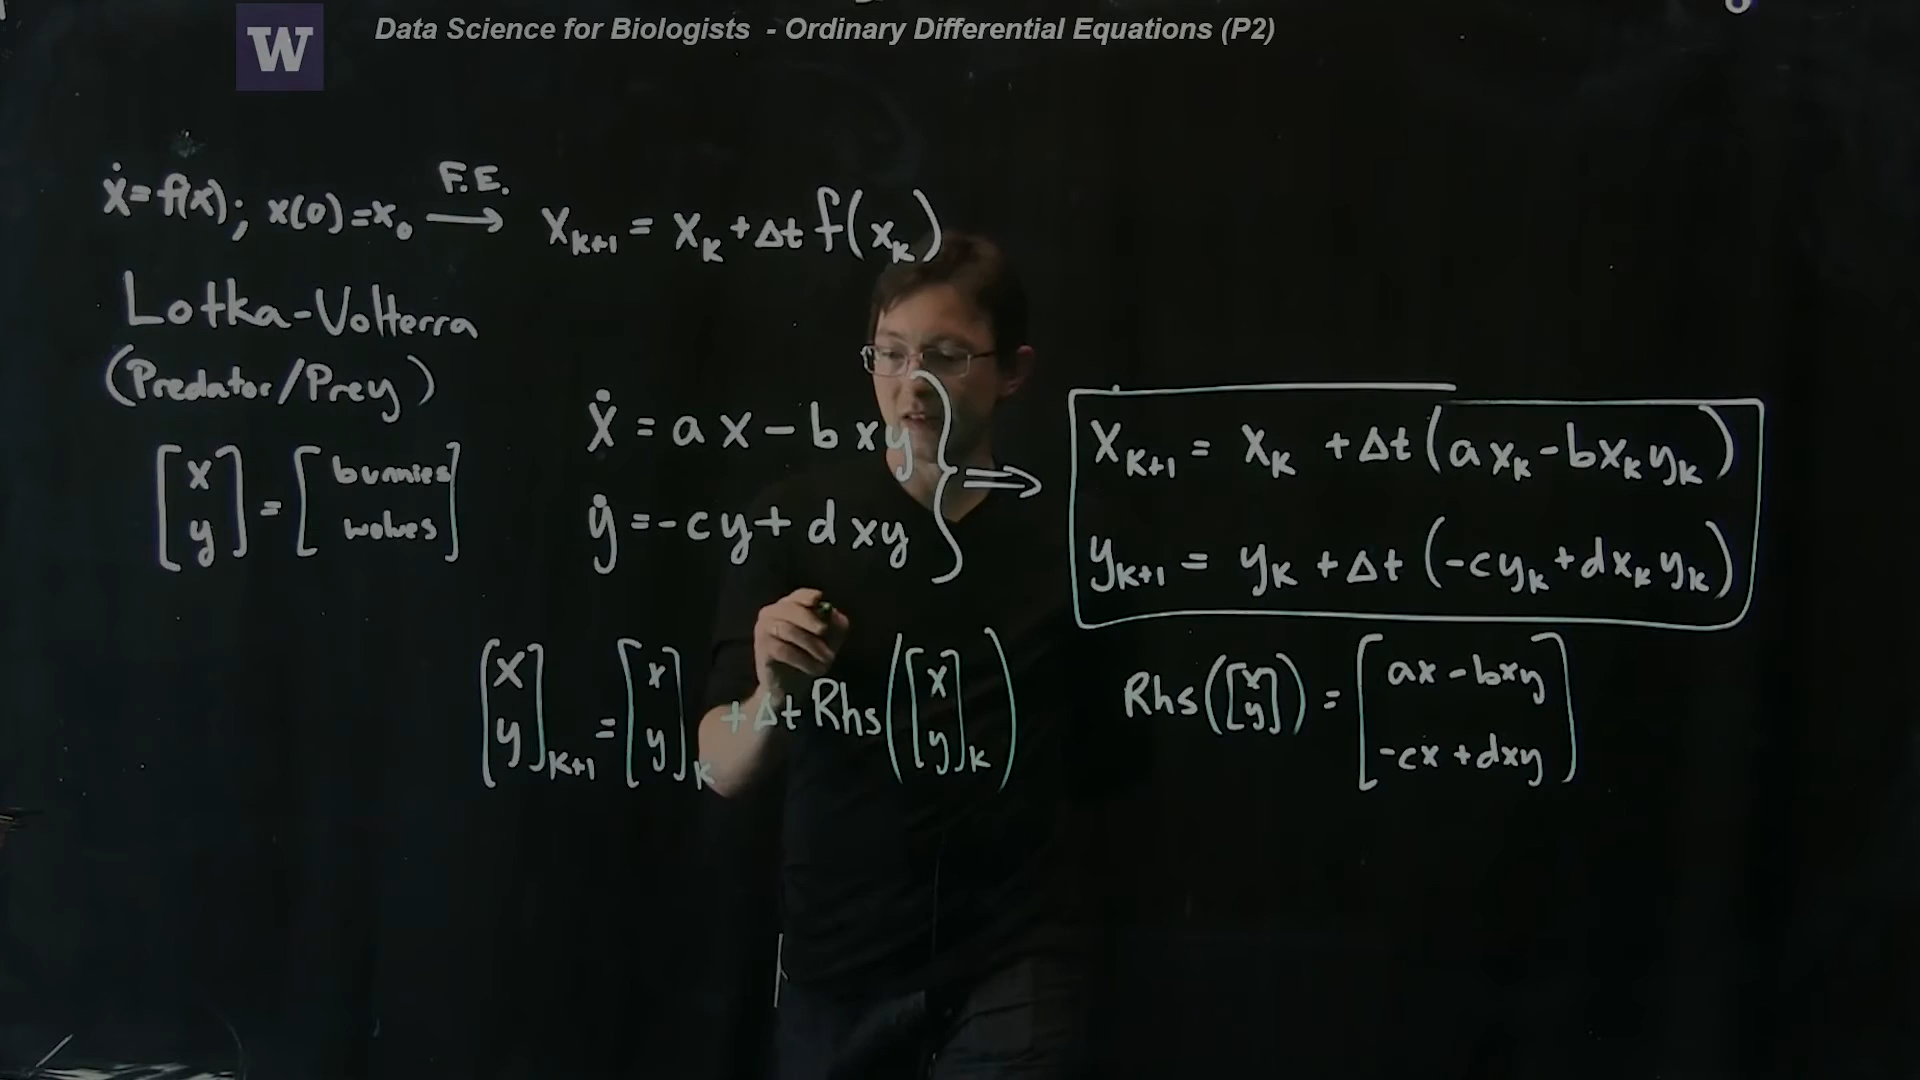 W
Data Science for Biologists - Ordinary Differential Equations (P2)
ẋ = f(x); x(0) = x₀ →F.E. xₖ₊₁ = xₖ + Δt f(xₖ)
Lotka-Volterra
(Predator/Prey)
[x y] = [bunnies wolves]
ẋ = ax - bxy
ẏ = -cy + dxy
} ⇒
xₖ₊₁ = xₖ + Δt (axₖ - bxₖyₖ)
yₖ₊₁ = yₖ + Δt (-cyₖ + dxₖyₖ)
[x y]ₖ₊₁ = [x y]ₖ + Δt Rhs([x y]ₖ)
Rhs([x y]) = [ax - bxy -cx + dxy]